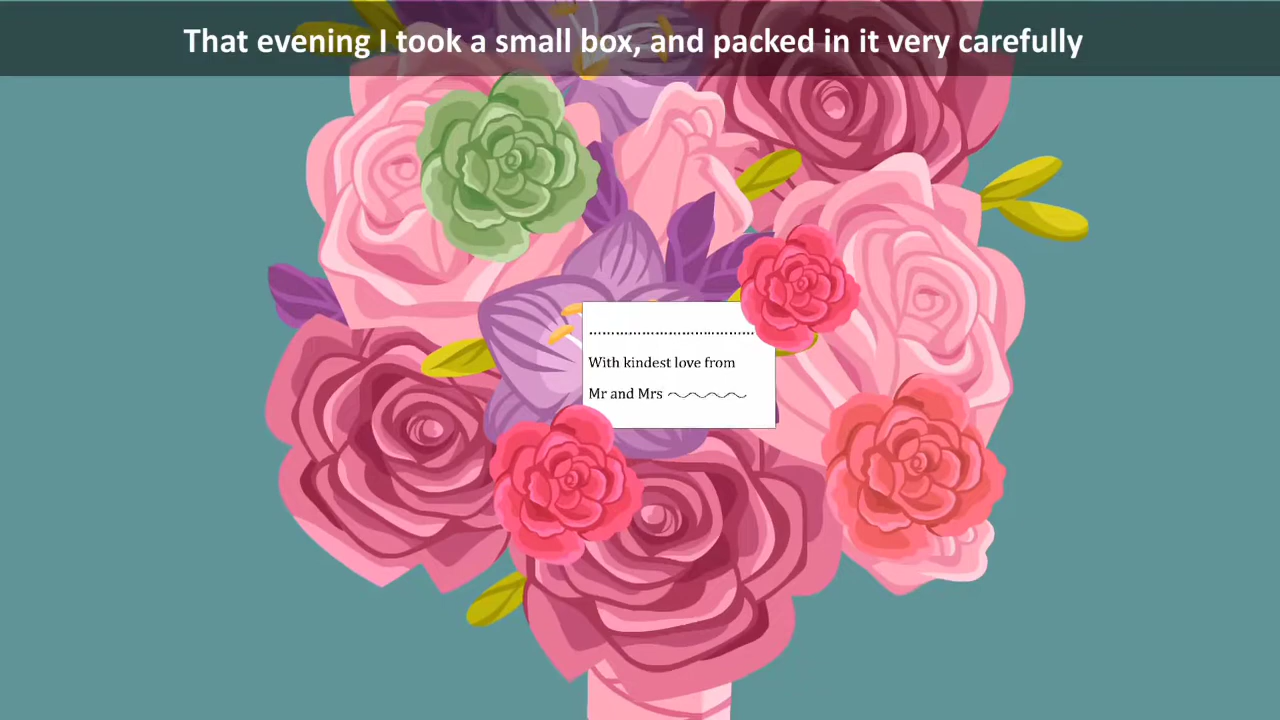 That evening I took a small box, and packed in it very carefully
With kindest love from
Mr and Mrs